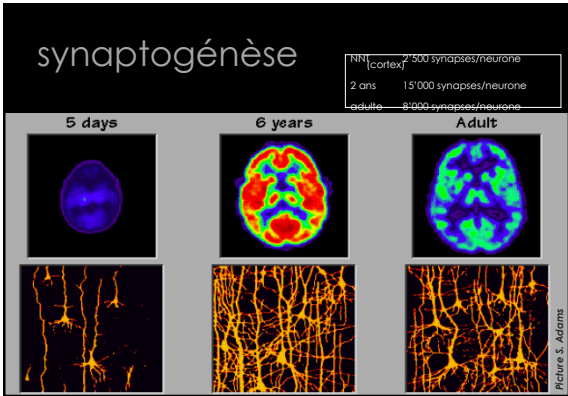 synaptogénèse
NNT 2'500 synapses/neurone
(cortex)
2 ans 15'000 synapses/neurone
adulte 8'000 synapses/neurone
5 days 6 years Adult
Picture S. Adams